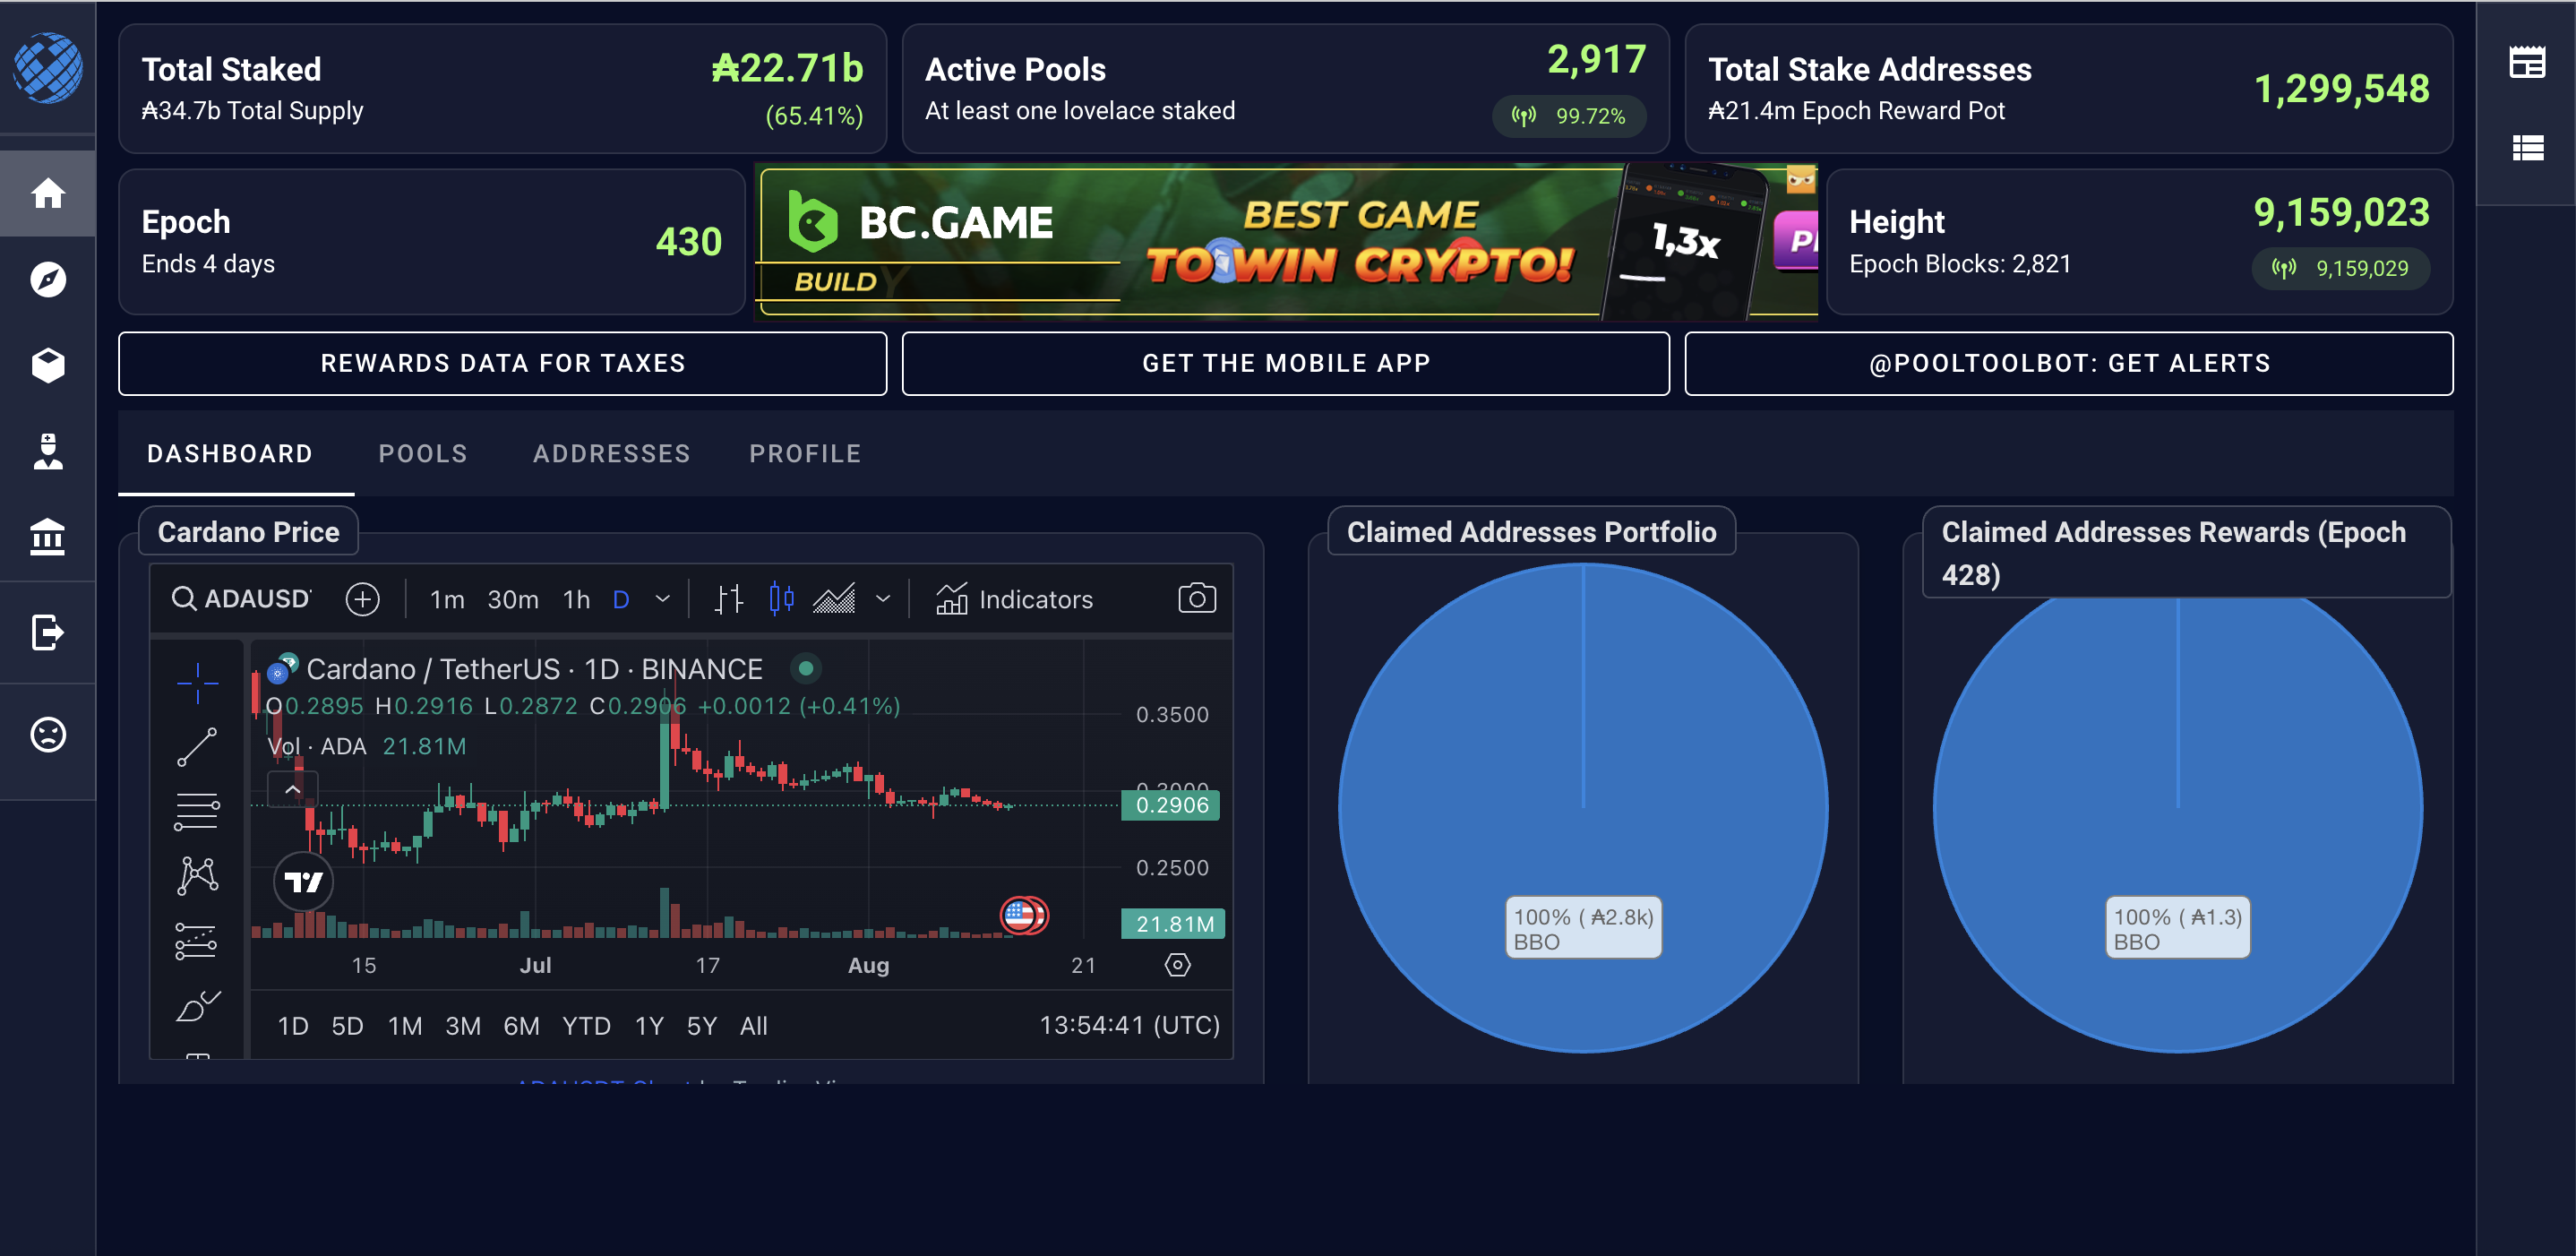 Total Staked
₳34.7b Total Supply
₳22.71b
(65.41%)
Active Pools
At least one lovelace staked
2,917
99.72%
Total Stake Addresses
₳21.4m Epoch Reward Pot
1,299,548
Epoch
Ends 4 days
430
BC.GAME
BUILD
BEST GAME
TO WIN CRYPTO!
1,3x
Height
Epoch Blocks: 2,821
9,159,023
9,159,029
REWARDS DATA FOR TAXES
GET THE MOBILE APP
@POOLTOOLBOT: GET ALERTS
DASHBOARD
POOLS
ADDRESSES
PROFILE
Cardano Price
ADAUSD
1m 30m 1h D
Indicators
Cardano / TetherUS · 1D · BINANCE
O0.2895 H0.2916 L0.2872 C0.2906 +0.0012 (+0.41%)
Vol · ADA 21.81M
0.3500
0.3000
0.2906
0.2500
21.81M
15 Jul 17 Aug 21
1D 5D 1M 3M 6M YTD 1Y 5Y All
13:54:41 (UTC)
Claimed Addresses Portfolio
100% ( ₳2.8k)
BBO
Claimed Addresses Rewards (Epoch
428)
100% ( ₳1.3)
BBO